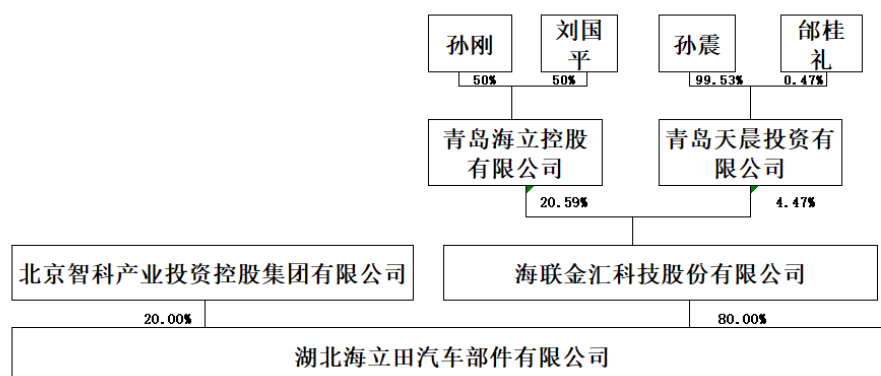 孙刚
刘国
平
孙震
邰桂
礼
50%
50%
99.53%
0.47%
青岛海立控股
有限公司
青岛天晨投资有
限公司
20.59%
4.47%
北京智科产业投资控股集团有限公司
海联金汇科技股份有限公司
20.00%
80.00%
湖北海立田汽车部件有限公司